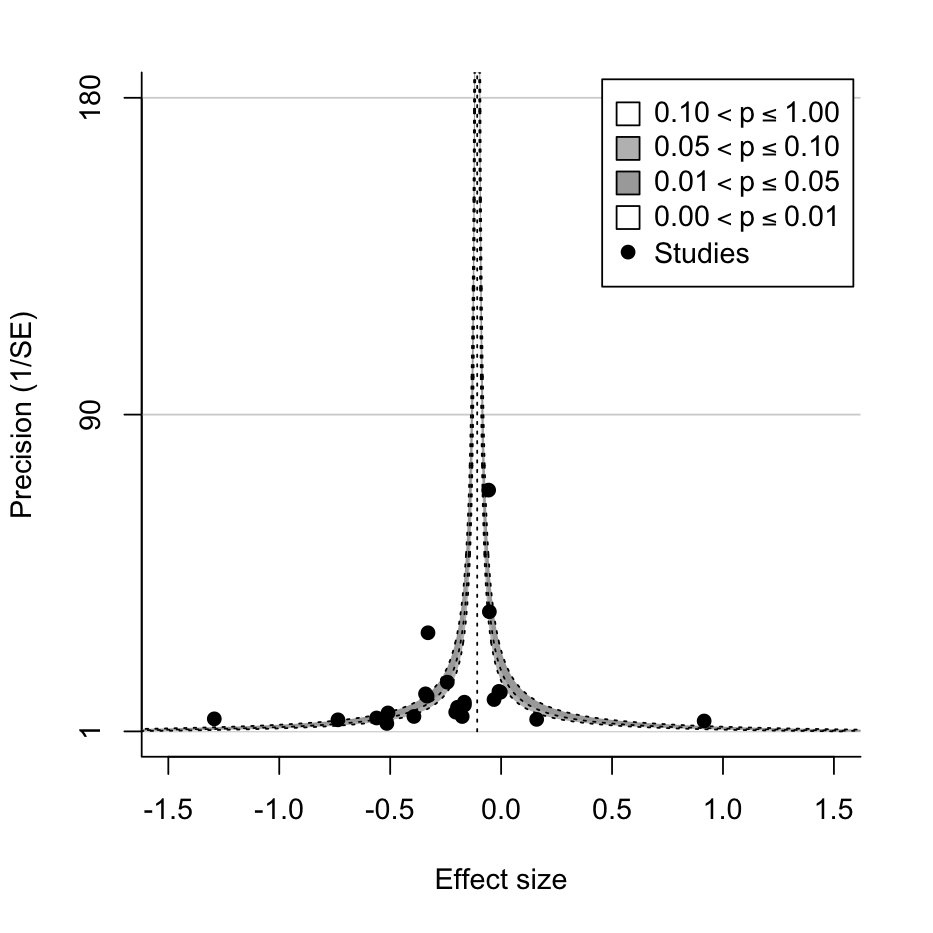 180
90
1
Precision (1/SE)
0.10 < p ≤ 1.00
0.05 < p ≤ 0.10
0.01 < p ≤ 0.05
0.00 < p ≤ 0.01
Studies
-1.5 -1.0 -0.5 0.0 0.5 1.0 1.5
Effect size